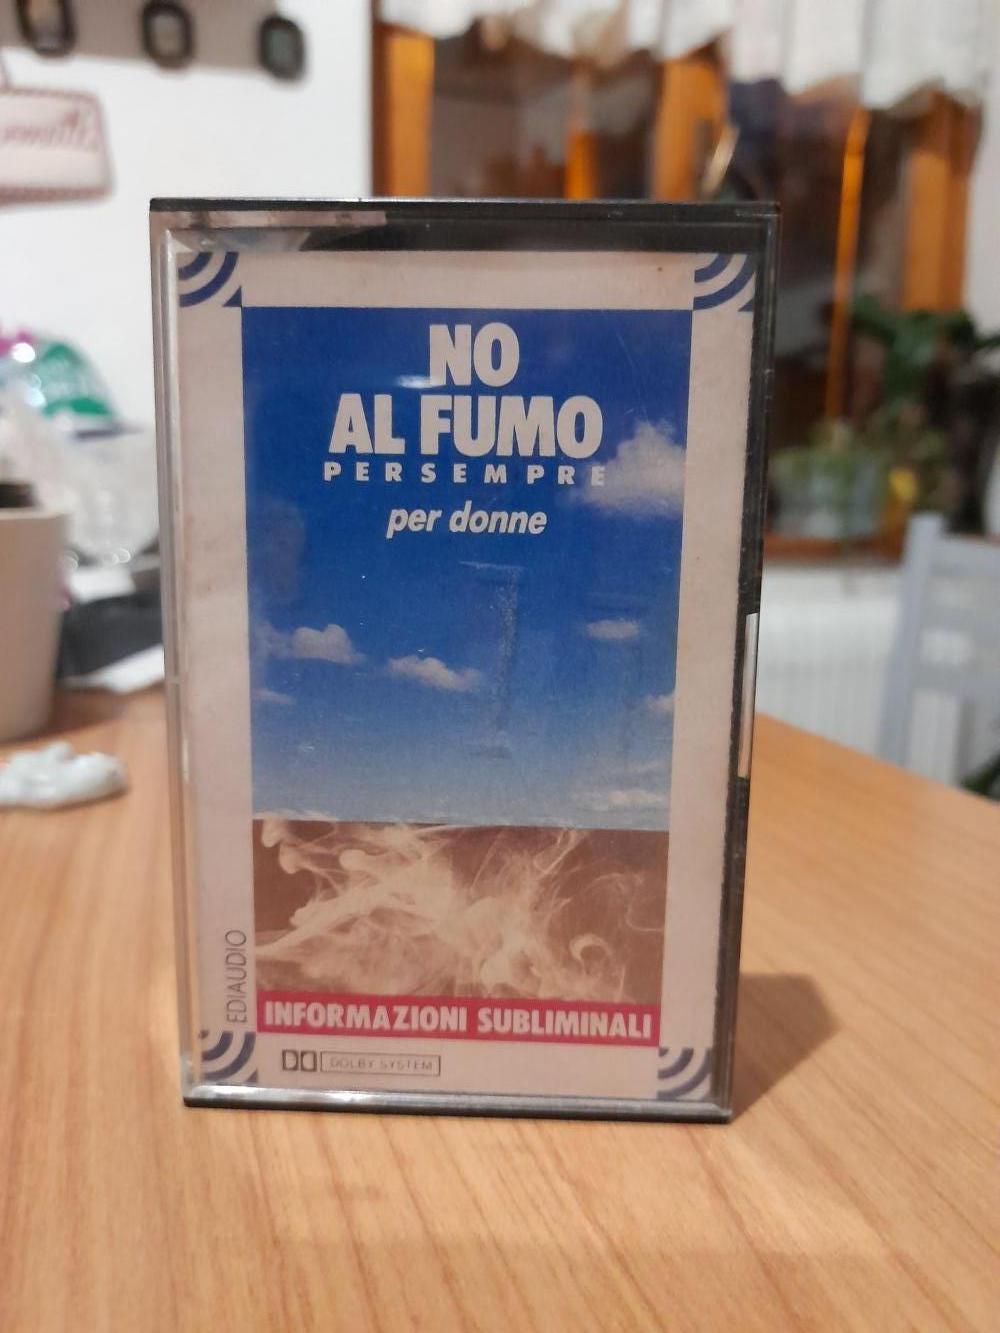 NO
AL FUMO
PER SEMPRE
per donne
EDIAUDIO
INFORMAZIONI SUBLIMINALI
DOLBY SYSTEM